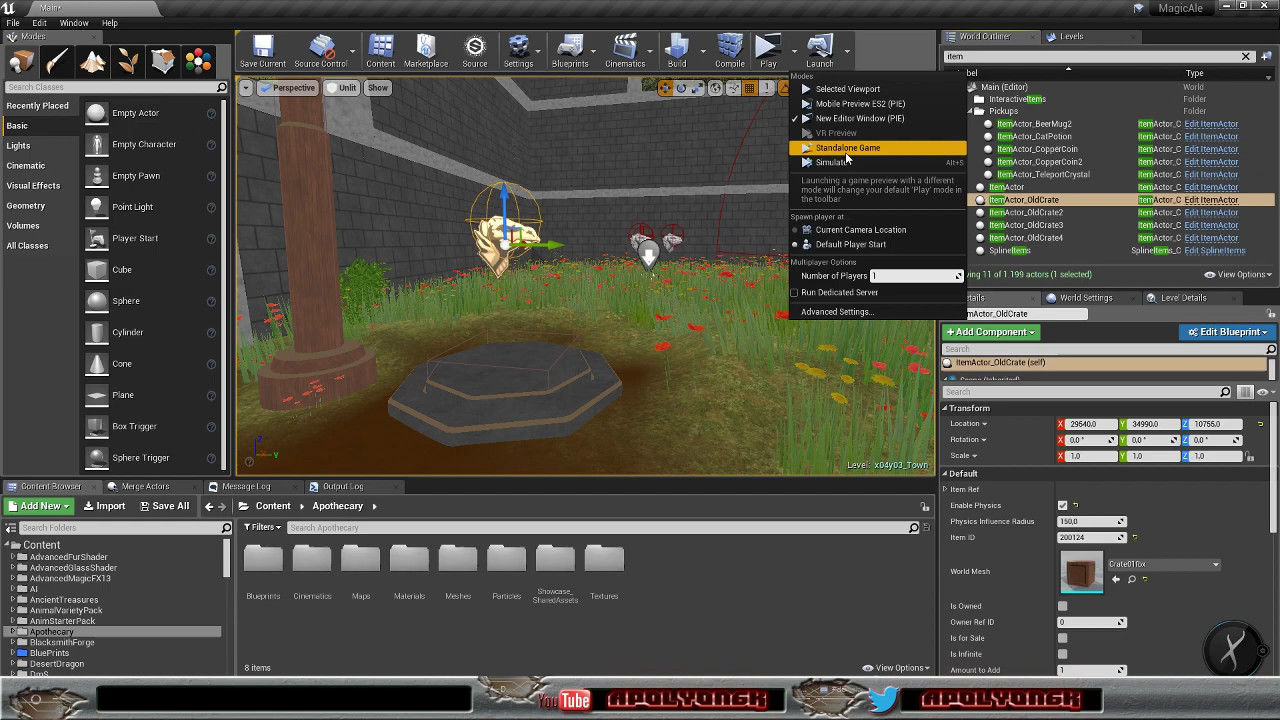 Main*
MagicAle
File Edit Window Help
Modes
Search Classes
Recently Placed
Basic
Lights
Cinematic
Visual Effects
Geometry
Volumes
All Classes
Empty Actor
Empty Character
Empty Pawn
Point Light
Player Start
Cube
Sphere
Cylinder
Cone
Plane
Box Trigger
Sphere Trigger
Save Current
Source Control
Content
Marketplace
Source
Settings
Blueprints
Cinematics
Build
Compile
Play
Launch
Perspective
Unlit
Show
1
Level: x04y03_Town
Modes
Selected Viewport
Mobile Preview ES2 (PIE)
New Editor Window (PIE)
VR Preview
Standalone Game
Simulate Alt+S
Launching a game preview with a different
mode will change your default 'Play' mode in
the toolbar
Spawn player at...
Current Camera Location
Default Player Start
Multiplayer Options
Number of Players 1
Run Dedicated Server
Advanced Settings...
World Outliner
Levels
item
Type
Main (Editor) World
InteractiveItems Folder
Pickups Folder
ItemActor_BeerMug2 ItemActor_C Edit ItemActor
ItemActor_CatPotion ItemActor_C Edit ItemActor
ItemActor_CopperCoin ItemActor_C Edit ItemActor
ItemActor_CopperCoin2 ItemActor_C Edit ItemActor
ItemActor_TeleportCrystal ItemActor_C Edit ItemActor
ItemActor ItemActor_C Edit ItemActor
ItemActor_OldCrate ItemActor_C Edit ItemActor
ItemActor_OldCrate2 ItemActor_C Edit ItemActor
ItemActor_OldCrate3 ItemActor_C Edit ItemActor
ItemActor_OldCrate4 ItemActor_C Edit ItemActor
SplineItems SplineItems_C Edit SplineItems
11 of 1 199 actors (1 selected)
View Options
World Settings
Level Details
+ Add Component
Edit Blueprint
Search
ItemActor_OldCrate (self)
Search
Transform
Location X 29540.0 Y 34990.0 Z 10755.0
Rotation X 0,0 ° Y 0,0 ° Z 0,0 °
Scale X 1,0 Y 1,0 Z 1,0
Default
Item Ref
Enable Physics
Physics Influence Radius 150,0
Item ID 200124
World Mesh Crate01fox
Is Owned
Owner Ref ID 0
Is for Sale
Is Infinite
Amount to Add 1
Content Browser
Merge Actors
Message Log
Output Log
Add New
Import
Save All
Content
Apothecary
Search Folders
Filters
Search Apothecary
Content
AdvancedFurShader
AdvancedGlassShader
AdvancedMagicFX13
AI
AncientTreasures
AnimalVarietyPack
AnimStarterPack
Apothecary
BlacksmithForge
BluePrints
DesertDragon
DmS
Blueprints
Cinematics
Maps
Materials
Meshes
Particles
Showcase_
SharedAssets
Textures
8 items
View Options
YouTube
APOLYONGK
APOLYONGK